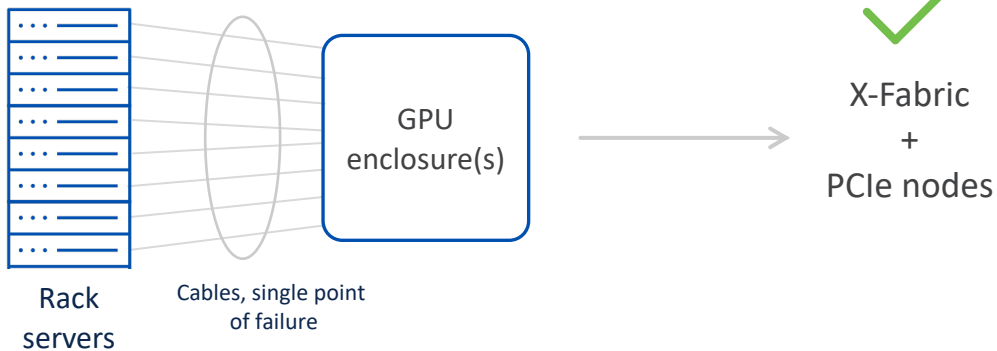 Rack
servers
Cables, single point
of failure
GPU
enclosure(s)
X-Fabric
+
PCIe nodes